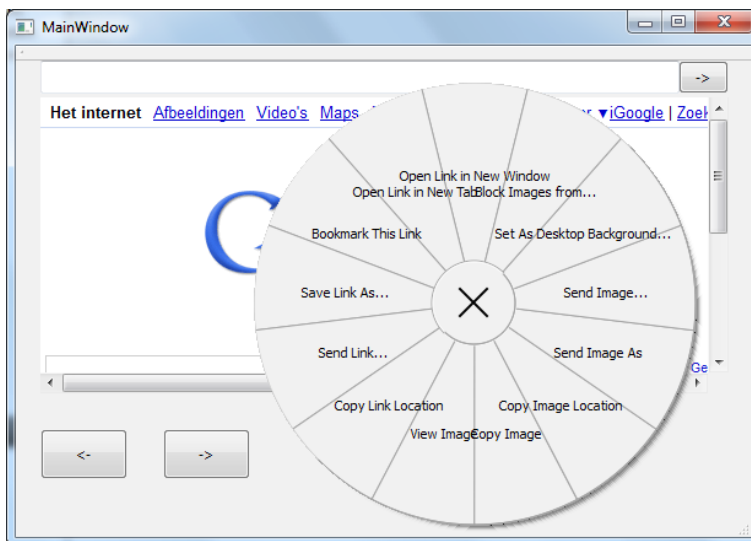 MainWindow
->
Het internet Afbeeldingen Video's Maps ▼iGoogle | Zoek
Open Link in New Window
Open Link in New Tab
Block Images from...
Bookmark This Link
Set As Desktop Background...
Save Link As...
Send Image...
Send Link...
Send Image As
Ge
Copy Link Location
Copy Image Location
View Image
Copy Image
<-
->